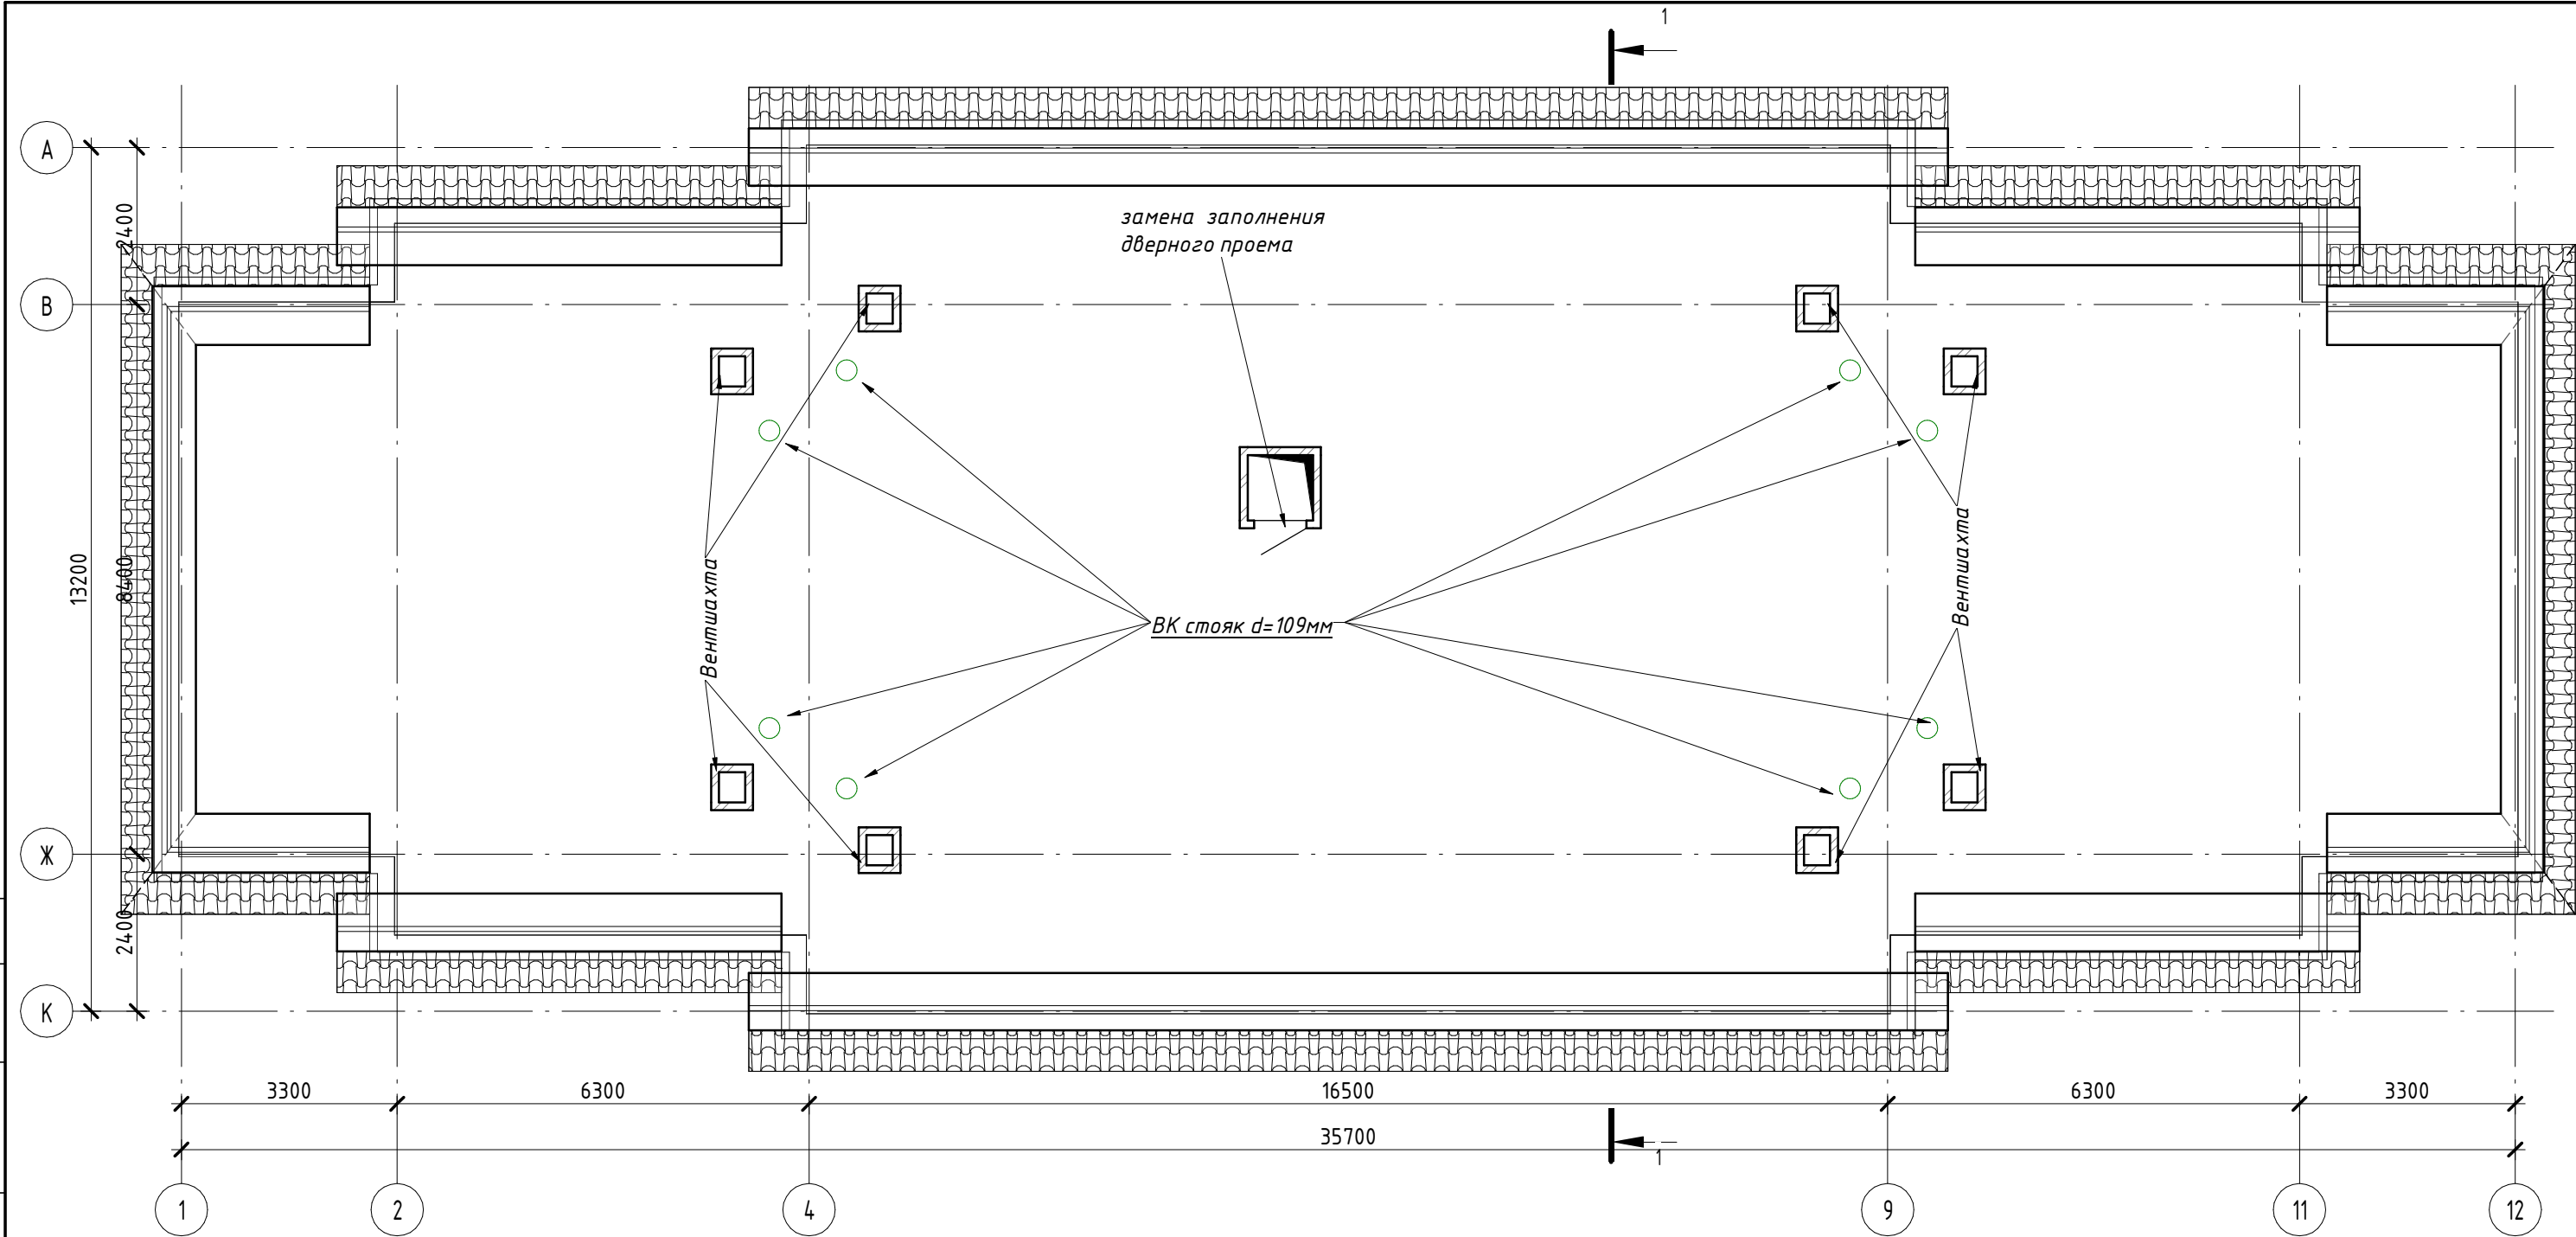 1
А
2400
замена заполнения
дверного проема
В
13200
8400
Вентшахта
ВК стояк d=109мм
Вентшахта
Ж
2400
К
3300
6300
16500
6300
3300
35700
1
1
2
4
9
11
12